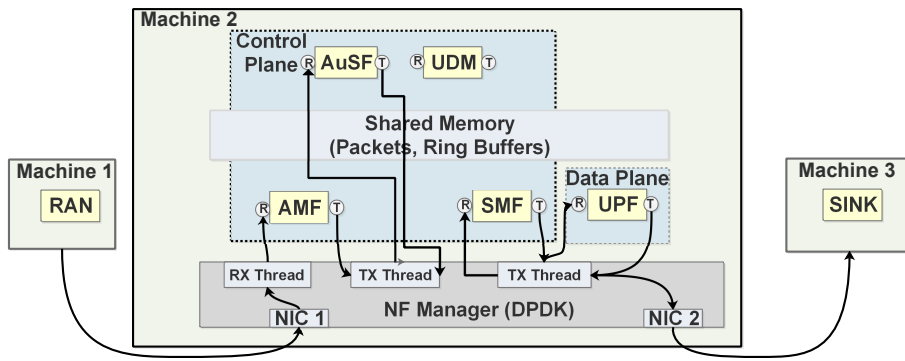 Machine 2
Control
Plane
R
AuSF
T
R
UDM
T
Shared Memory
(Packets, Ring Buffers)
Machine 1
RAN
Data Plane
Machine 3
SINK
R
AMF
T
R
SMF
T
R
UPF
T
RX Thread
TX Thread
TX Thread
NF Manager (DPDK)
NIC 1
NIC 2